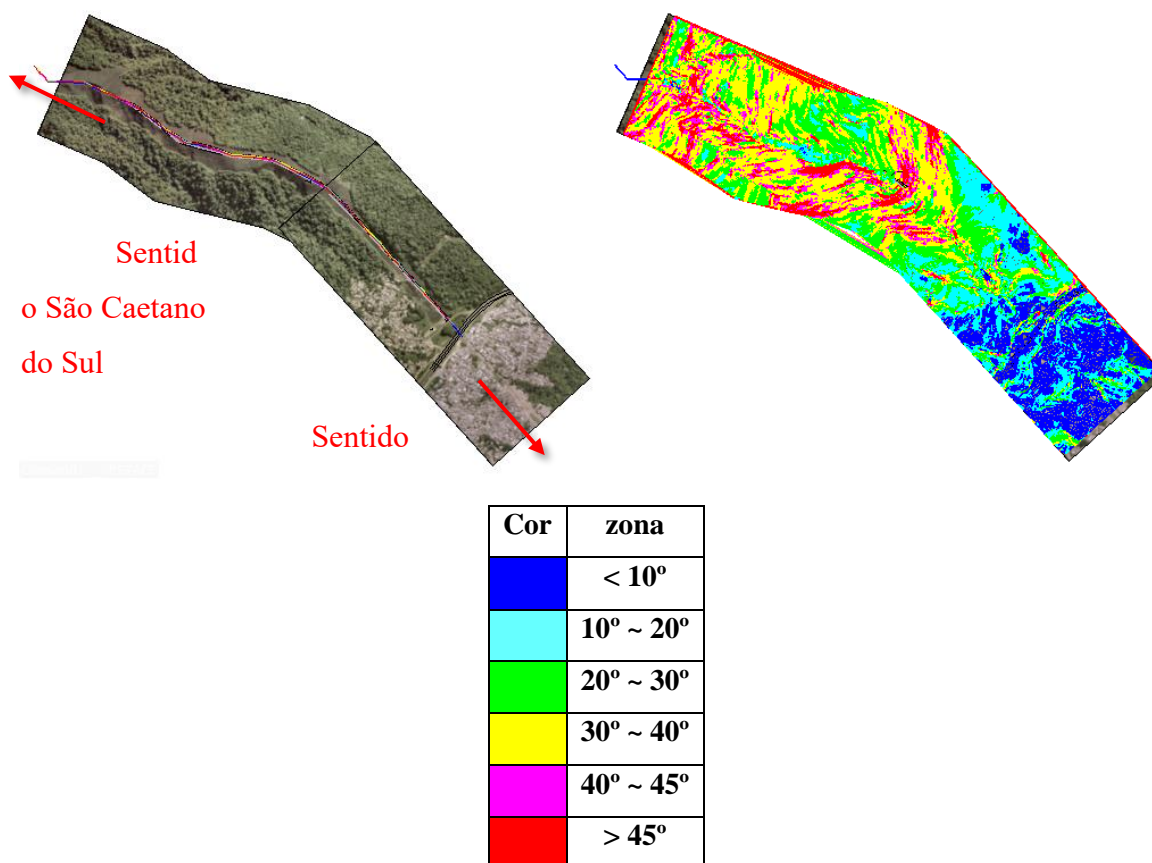 Sentid
o São Caetano
do Sul
Sentido
Cor zona
< 10º
10º ~ 20º
20º ~ 30º
30º ~ 40º
40º ~ 45º
> 45º